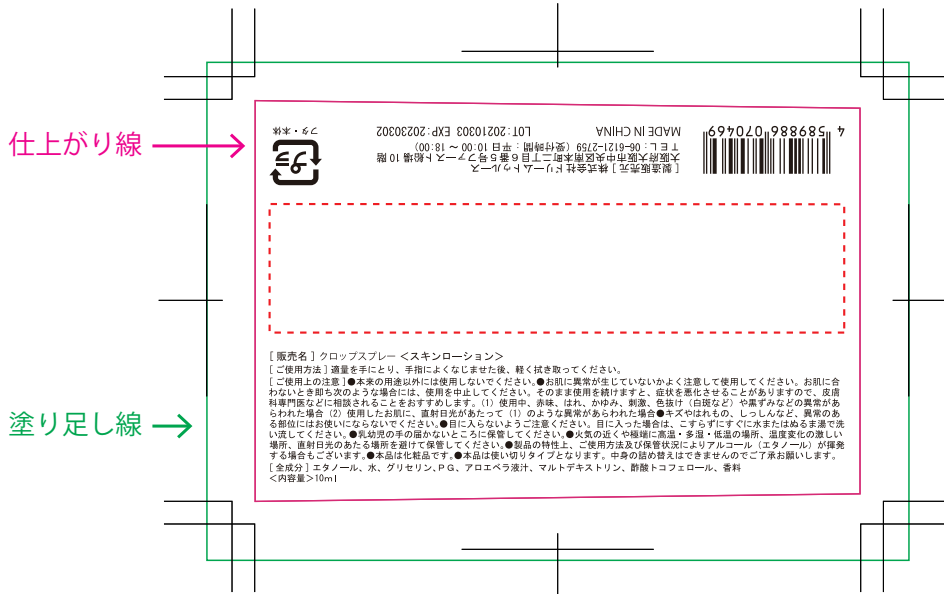 仕上がり線
塗り足し線
フタ・本体
プラ
[ 製造販売元 ] 株式会社ドリームトゥルース
大阪府大阪市中央区南本町二丁目6番5号ファースト船場 10 階
TEL：06-6121-2759（受付時間：平日 10:00 ～ 18:00）
MADE IN CHINA LOT：20210303 EXP：20230302
4 589886 070469
[ 販売名 ] クロップスプレー ＜スキンローション＞
[ ご使用方法 ] 適量を手にとり、手指によくなじませた後、軽く拭き取ってください。
[ ご使用上の注意 ]●本来の用途以外には使用しないでください。●お肌に異常が生じていないかよく注意して使用してください。お肌に合
わないとき即ち次のような場合には、使用を中止してください。そのまま使用を続けますと、症状を悪化させることがありますので、皮膚
科専門医などに相談されることをおすすめします。(1) 使用中、赤味、はれ、かゆみ、刺激、色抜け（白斑など）や黒ずみなどの異常があ
らわれた場合 (2) 使用したお肌に、直射日光があたって (1) のような異常があらわれた場合●キズやはれもの、しっしんなど、異常のあ
る部位にはお使いにならないでください。●目に入らないようご注意ください。目に入った場合は、こすらずにすぐに水またはぬるま湯で洗
い流してください。●乳幼児の手の届かないところに保管してください。●火気の近くや極端に高温・多湿・低温の場所、温度変化の激しい
場所、直射日光のあたる場所を避けて保管してください。●製品の特性上、ご使用方法及び保管状況によりアルコール（エタノール）が揮発
する場合もございます。●本品は化粧品です。●本品は使い切りタイプとなります。中身の詰め替えはできませんのでご了承お願いします。
[ 全成分 ] エタノール、水、グリセリン、PG、アロエベラ液汁、マルトデキストリン、酢酸トコフェロール、香料
＜内容量＞10ml